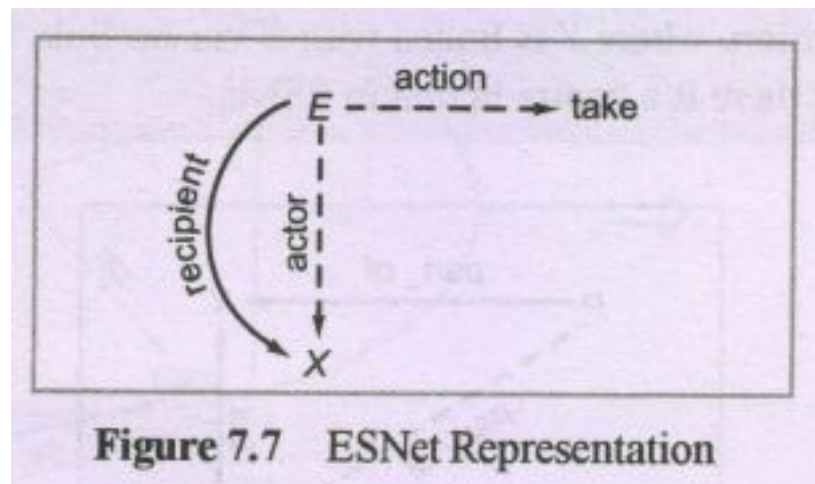 action
E
take
recipient
actor
X
Figure 7.7 ESNet Representation